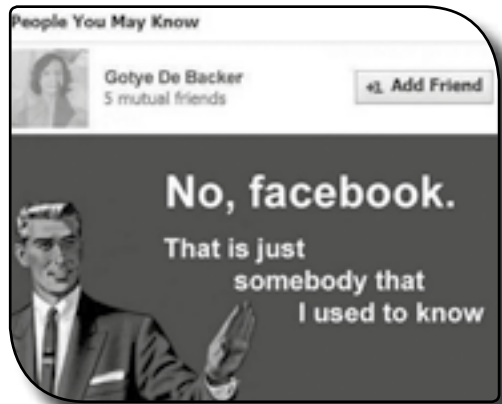 People You May Know
Gotye De Backer
5 mutual friends
+1 Add Friend
No, facebook.
That is just
somebody that
I used to know